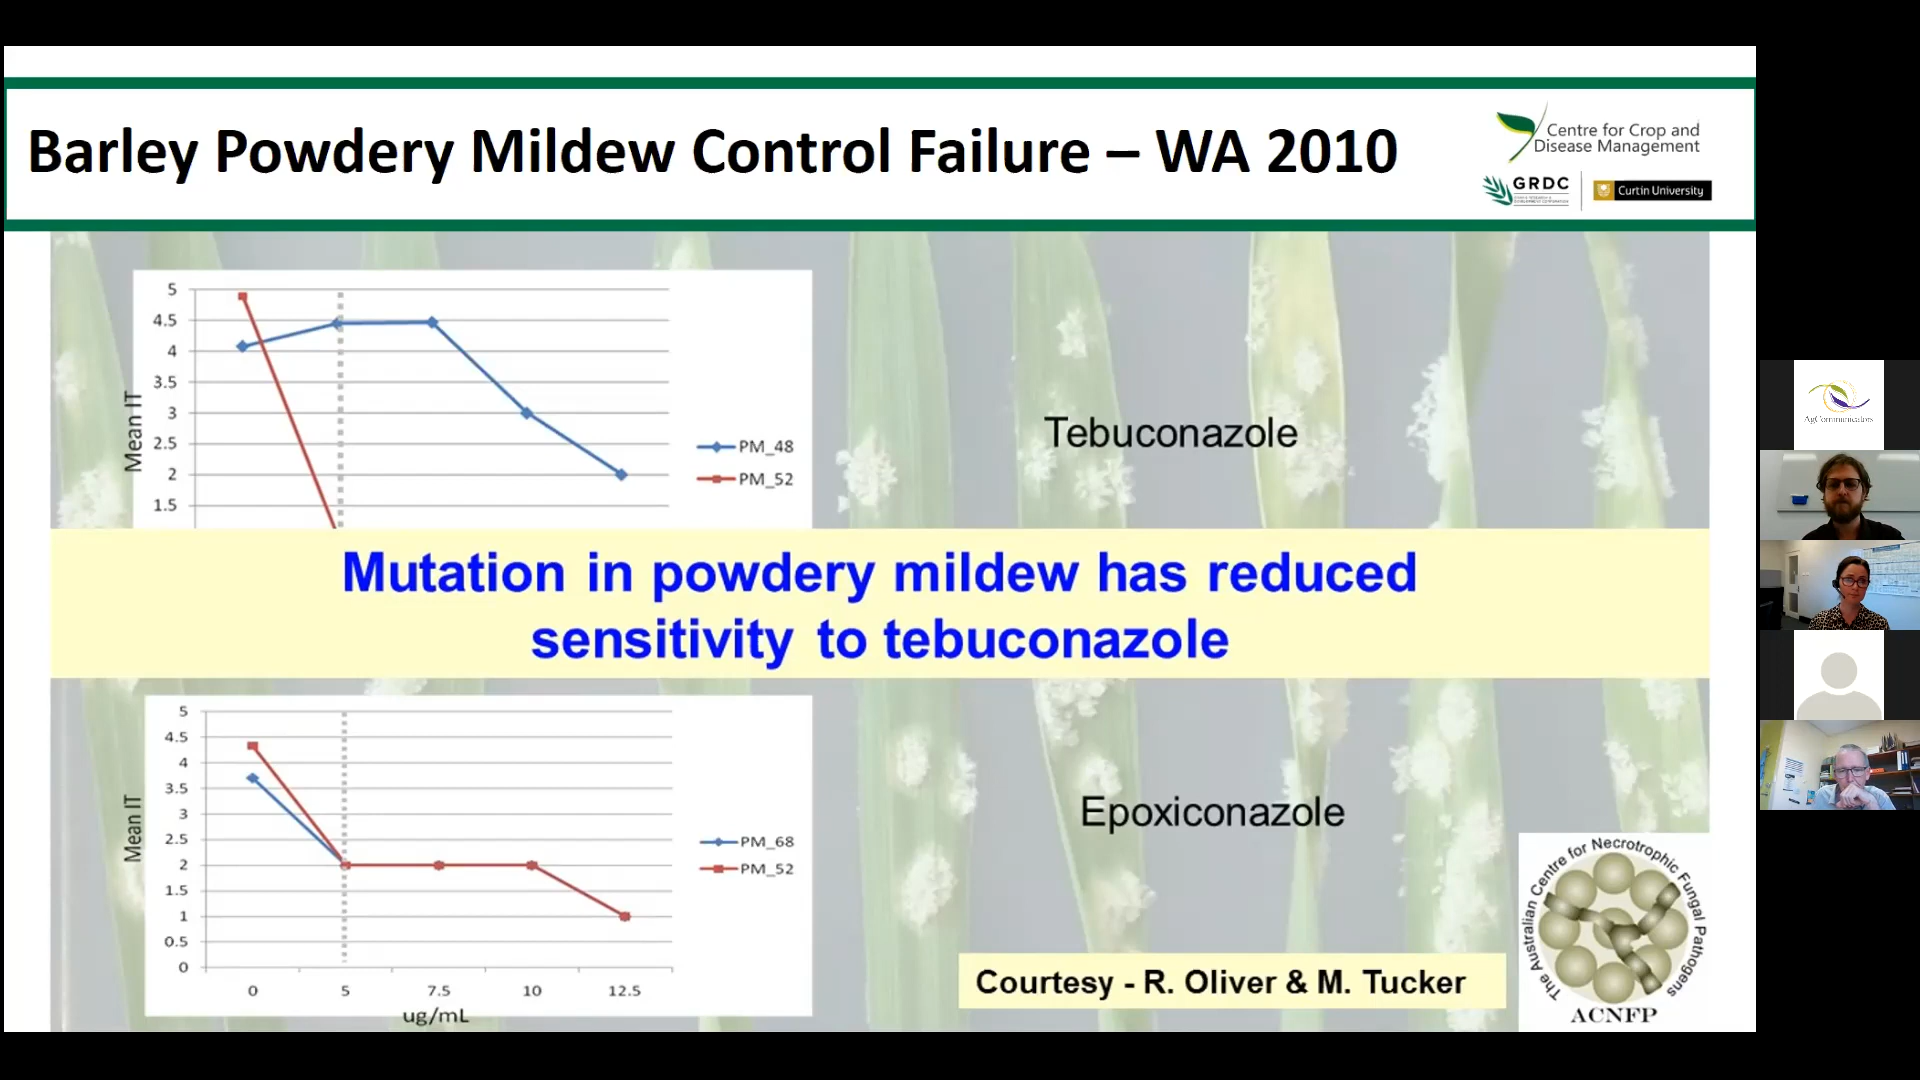 Barley Powdery Mildew Control Failure – WA 2010
Centre for Crop and
Disease Management
GRDC
Curtin University
5
4.5
4
3.5
3
2.5
2
1.5
Mean IT
PM_48
PM_52
Tebuconazole
Mutation in powdery mildew has reduced
sensitivity to tebuconazole
5
4.5
4
3.5
3
2.5
2
1.5
1
0.5
0
Mean IT
0 5 7.5 10 12.5
ug/mL
PM_68
PM_52
Epoxiconazole
Courtesy - R. Oliver & M. Tucker
The Australian Centre for Necrotrophic Fungal Pathogens
ACNFP
AgCommunicators